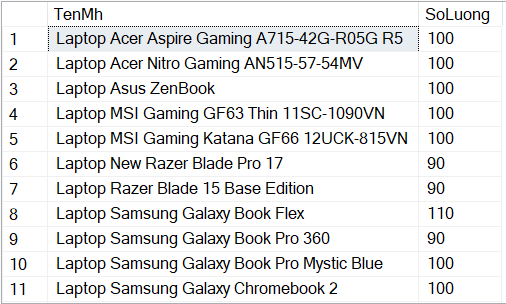 TenMh SoLuong
1 Laptop Acer Aspire Gaming A715-42G-R05G R5 100
2 Laptop Acer Nitro Gaming AN515-57-54MV 100
3 Laptop Asus ZenBook 100
4 Laptop MSI Gaming GF63 Thin 11SC-1090VN 100
5 Laptop MSI Gaming Katana GF66 12UCK-815VN 100
6 Laptop New Razer Blade Pro 17 90
7 Laptop Razer Blade 15 Base Edition 90
8 Laptop Samsung Galaxy Book Flex 110
9 Laptop Samsung Galaxy Book Pro 360 90
10 Laptop Samsung Galaxy Book Pro Mystic Blue 100
11 Laptop Samsung Galaxy Chromebook 2 100